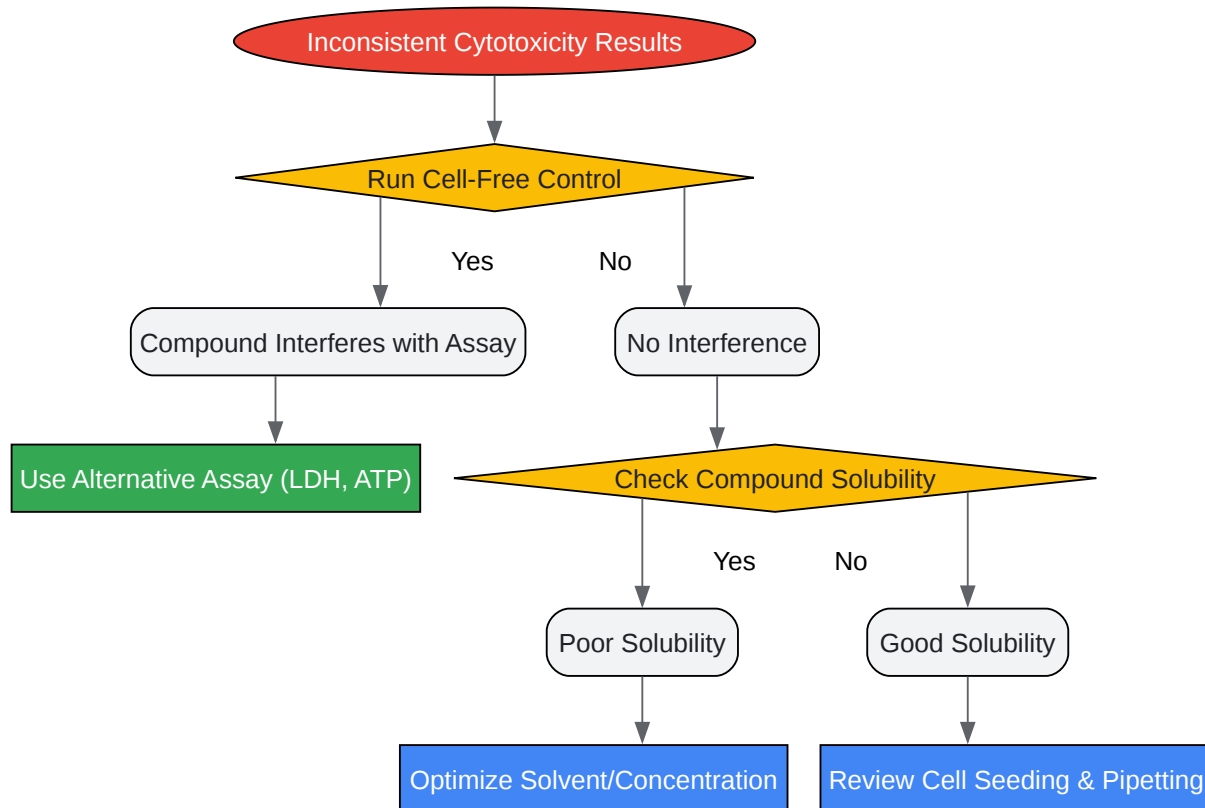 Inconsistent Cytotoxicity Results
Run Cell-Free Control
Yes
No
Compound Interferes with Assay
No Interference
Use Alternative Assay (LDH, ATP)
Check Compound Solubility
Yes
No
Poor Solubility
Good Solubility
Optimize Solvent/Concentration
Review Cell Seeding & Pipetting